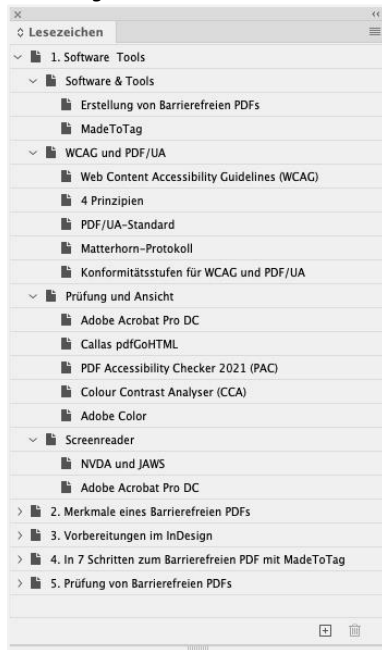 Lesezeichen
1. Software Tools
Software & Tools
Erstellung von Barrierefreien PDFs
MadeToTag
WCAG und PDF/UA
Web Content Accessibility Guidelines (WCAG)
4 Prinzipien
PDF/UA-Standard
Matterhorn-Protokoll
Konformitätsstufen für WCAG und PDF/UA
Prüfung und Ansicht
Adobe Acrobat Pro DC
Callas pdfGoHTML
PDF Accessibility Checker 2021 (PAC)
Colour Contrast Analyser (CCA)
Adobe Color
Screenreader
NVDA und JAWS
Adobe Acrobat Pro DC
2. Merkmale eines Barrierefreien PDFs
3. Vorbereitungen im InDesign
4. In 7 Schritten zum Barrierefreien PDF mit MadeToTag
5. Prüfung von Barrierefreien PDFs